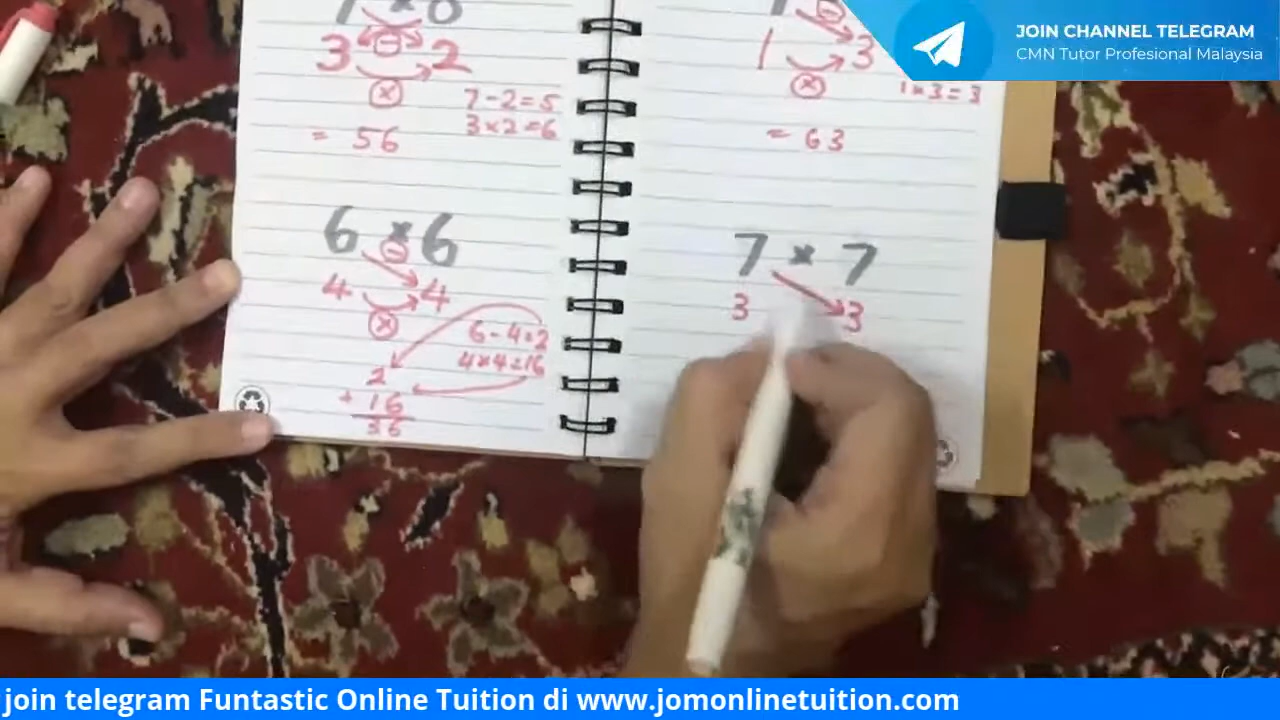 JOIN CHANNEL TELEGRAM
CMN Tutor Profesional Malaysia
3 - 2
×
7 - 2 = 5
3 × 2 = 6
= 56
1 3
×
1 × 3 = 3
= 63
6 × 6
-
4 4
×
6 - 4 = 2
4 × 4 = 16
2
+ 16
36
7 × 7
3 3
join telegram Funtastic Online Tuition di www.jomonlinetuition.com